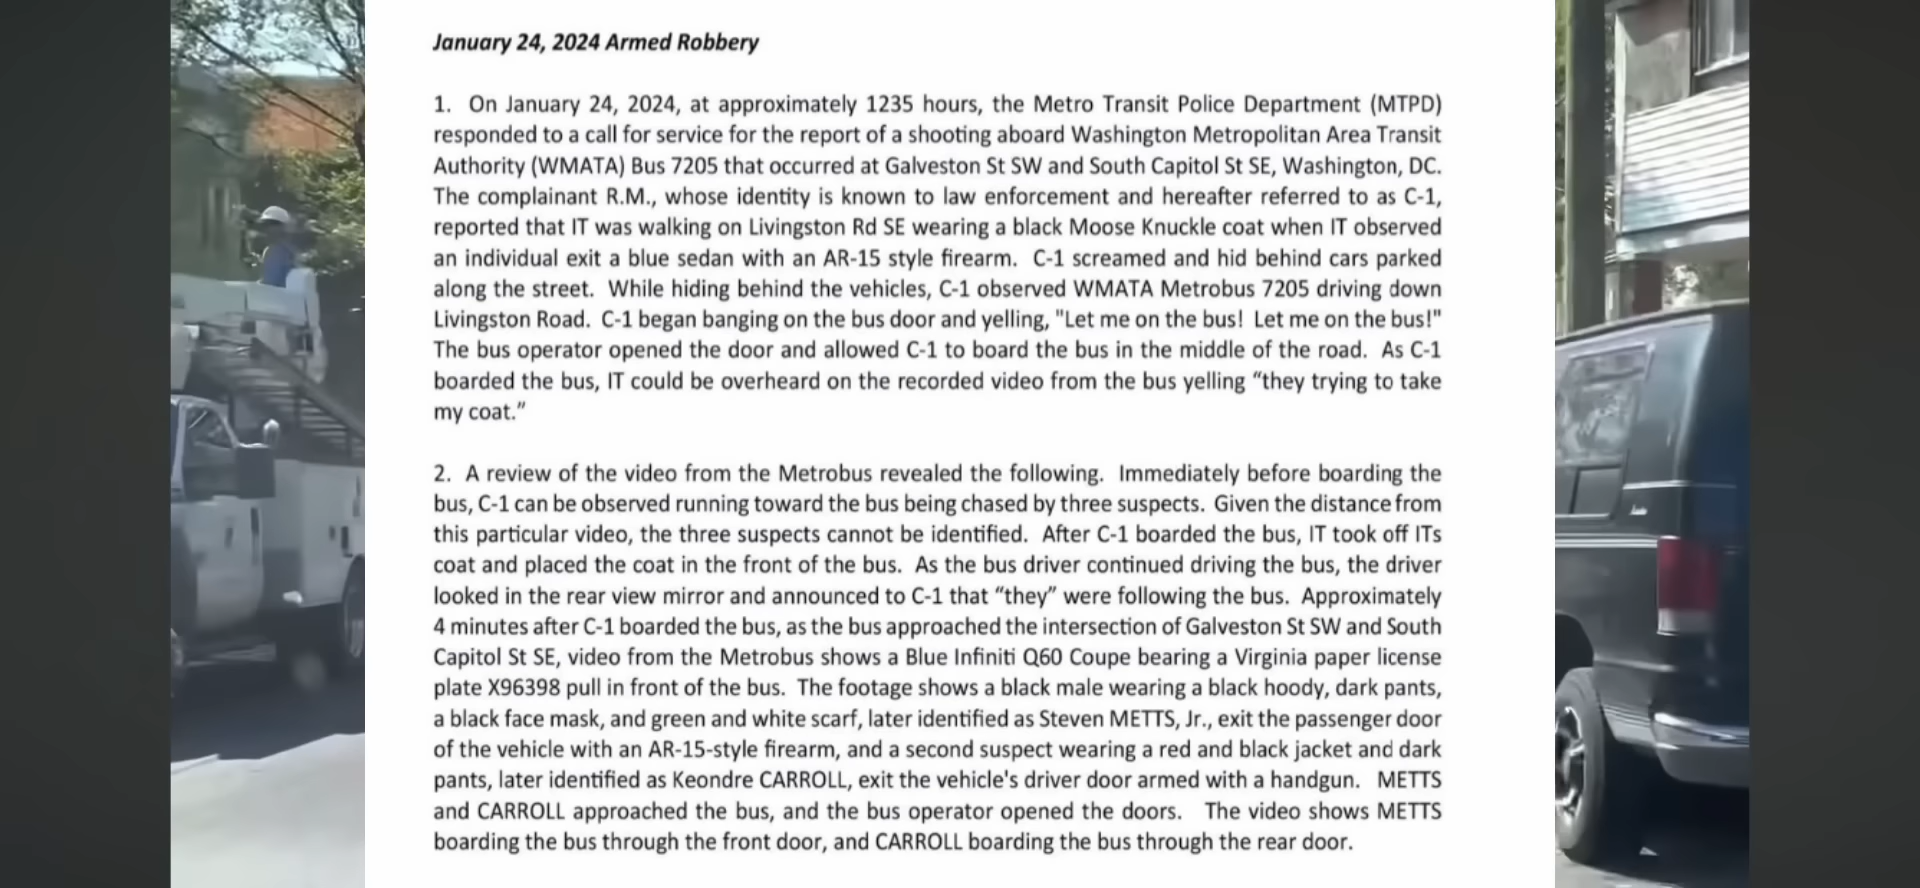 January 24, 2024 Armed Robbery
1. On January 24, 2024, at approximately 1235 hours, the Metro Transit Police Department (MTPD)
responded to a call for service for the report of a shooting aboard Washington Metropolitan Area Transit
Authority (WMATA) Bus 7205 that occurred at Galveston St SW and South Capitol St SE, Washington, DC.
The complainant R.M., whose identity is known to law enforcement and hereafter referred to as C-1,
reported that IT was walking on Livingston Rd SE wearing a black Moose Knuckle coat when IT observed
an individual exit a blue sedan with an AR-15 style firearm. C-1 screamed and hid behind cars parked
along the street. While hiding behind the vehicles, C-1 observed WMATA Metrobus 7205 driving down
Livingston Road. C-1 began banging on the bus door and yelling, "Let me on the bus! Let me on the bus!"
The bus operator opened the door and allowed C-1 to board the bus in the middle of the road. As C-1
boarded the bus, IT could be overheard on the recorded video from the bus yelling “they trying to take
my coat.”
2. A review of the video from the Metrobus revealed the following. Immediately before boarding the
bus, C-1 can be observed running toward the bus being chased by three suspects. Given the distance from
this particular video, the three suspects cannot be identified. After C-1 boarded the bus, IT took off ITs
coat and placed the coat in the front of the bus. As the bus driver continued driving the bus, the driver
looked in the rear view mirror and announced to C-1 that “they” were following the bus. Approximately
4 minutes after C-1 boarded the bus, as the bus approached the intersection of Galveston St SW and South
Capitol St SE, video from the Metrobus shows a Blue Infiniti Q60 Coupe bearing a Virginia paper license
plate X96398 pull in front of the bus. The footage shows a black male wearing a black hoody, dark pants,
a black face mask, and green and white scarf, later identified as Steven METTS, Jr., exit the passenger door
of the vehicle with an AR-15-style firearm, and a second suspect wearing a red and black jacket and dark
pants, later identified as Keondre CARROLL, exit the vehicle's driver door armed with a handgun. METTS
and CARROLL approached the bus, and the bus operator opened the doors. The video shows METTS
boarding the bus through the front door, and CARROLL boarding the bus through the rear door.